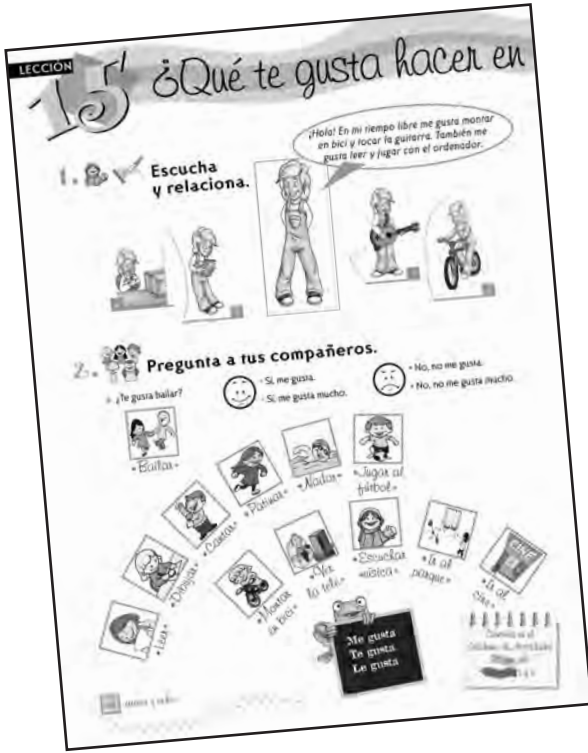 LECCIÓN
15 ¿Qué te gusta hacer en
¡Hola! En mi tiempo libre me gusta montar
en bici y tocar la guitarra. También me
gusta leer y jugar con el ordenador.
1. Escucha
y relaciona.
2. Pregunta a tus compañeros.
¿Te gusta bailar?
• Sí, me gusta.
• Sí, me gusta mucho.
• No, no me gusta.
• No, no me gusta mucho.
•Bailar•
•Leer•
•Dibujar•
•Cantar•
•Patinar•
•Nadar•
•Jugar al
fútbol•
•Montar
en bici•
•Ver
la tele•
•Escuchar
música•
•Ir al
parque•
•Ir al
cine•
Me gusta
Te gusta
Le gusta